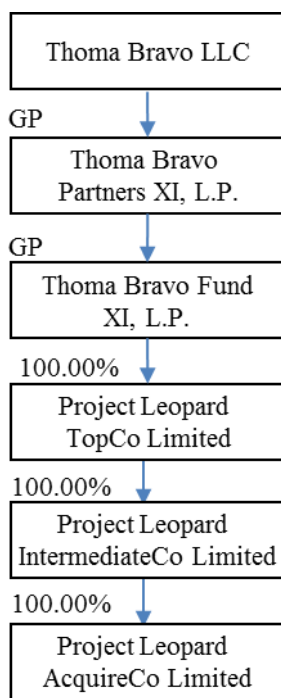 Thoma Bravo LLC
GP
Thoma Bravo
Partners XI, L.P.
GP
Thoma Bravo Fund
XI, L.P.
100.00%
Project Leopard
TopCo Limited
100.00%
Project Leopard
IntermediateCo Limited
100.00%
Project Leopard
AcquireCo Limited